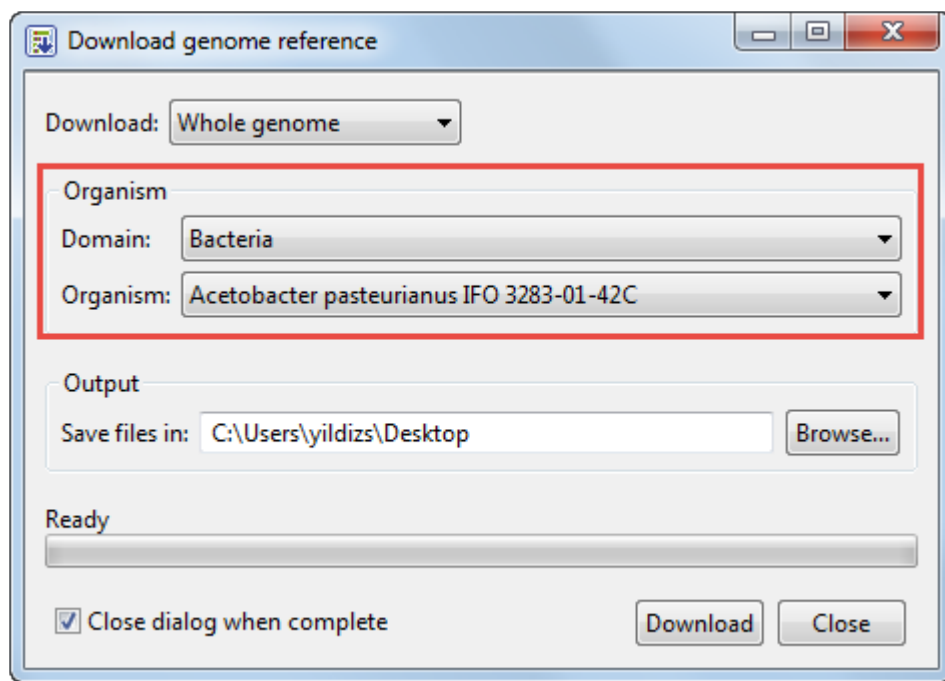 Download genome reference
Download: Whole genome
Organism
Domain: Bacteria
Organism: Acetobacter pasteurianus IFO 3283-01-42C
Output
Save files in: C:\Users\yildizs\Desktop Browse...
Ready
Close dialog when complete Download Close